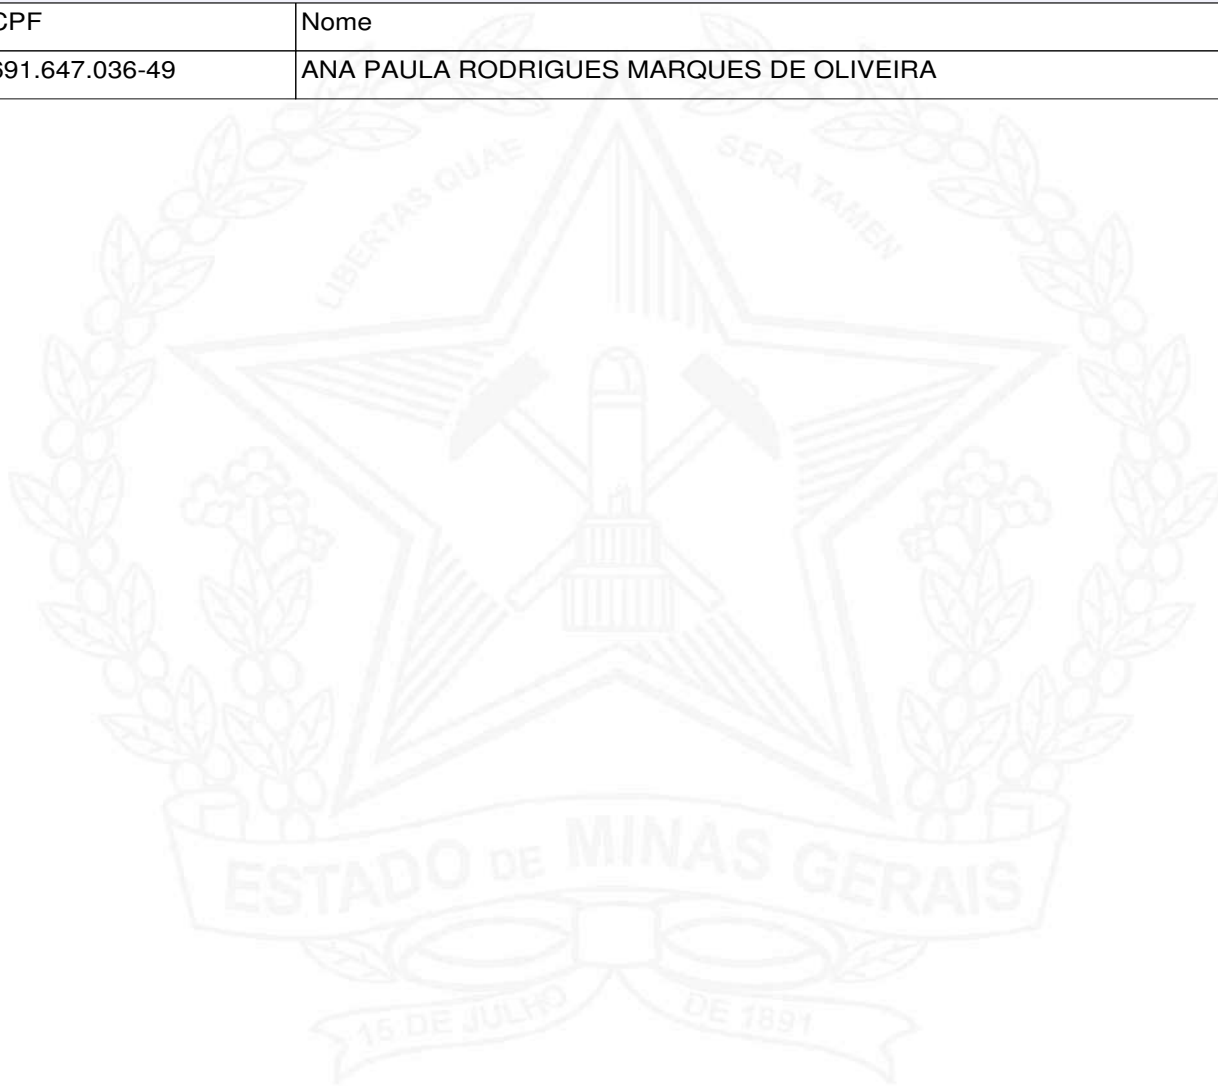 CPF Nome
691.647.036-49 ANA PAULA RODRIGUES MARQUES DE OLIVEIRA
LIBERTAS QUAE SERA TAMEN
ESTADO DE MINAS GERAIS
15 DE JULHO DE 1891